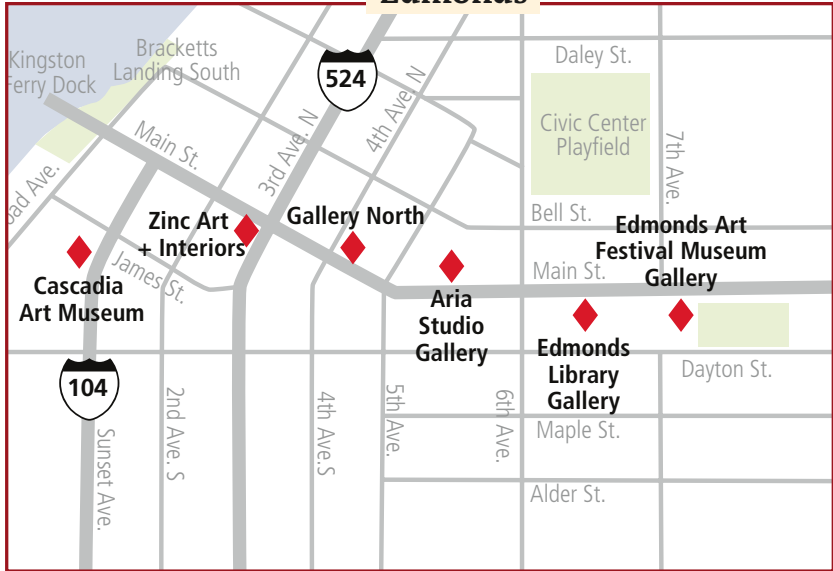 Edmonds
Kingston
Ferry Dock
Bracketts
Landing South
524
Daley St.
Civic Center
Playfield
Main St.
3rd Ave. N
4th Ave. N
7th Ave.
Zinc Art
+ Interiors
Gallery North
Bell St.
Edmonds Art
Festival Museum
Gallery
Cascadia
Art Museum
James St.
Main St.
Aria
Studio
Gallery
Edmonds
Library
Gallery
104
Dayton St.
Sunset Ave.
2nd Ave. S
4th Ave.S
5th Ave.
6th Ave.
Maple St.
Alder St.